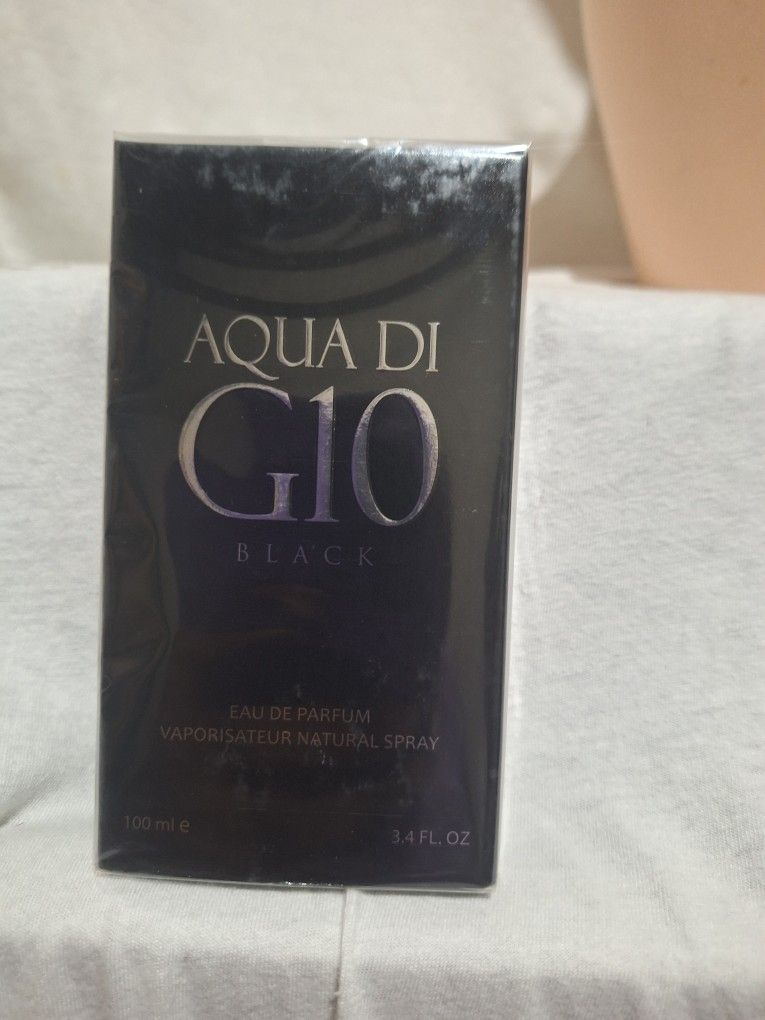 AQUA DI
G10
BLACK
EAU DE PARFUM
VAPORISATEUR NATURAL SPRAY
100 ml e
3.4 FL. OZ